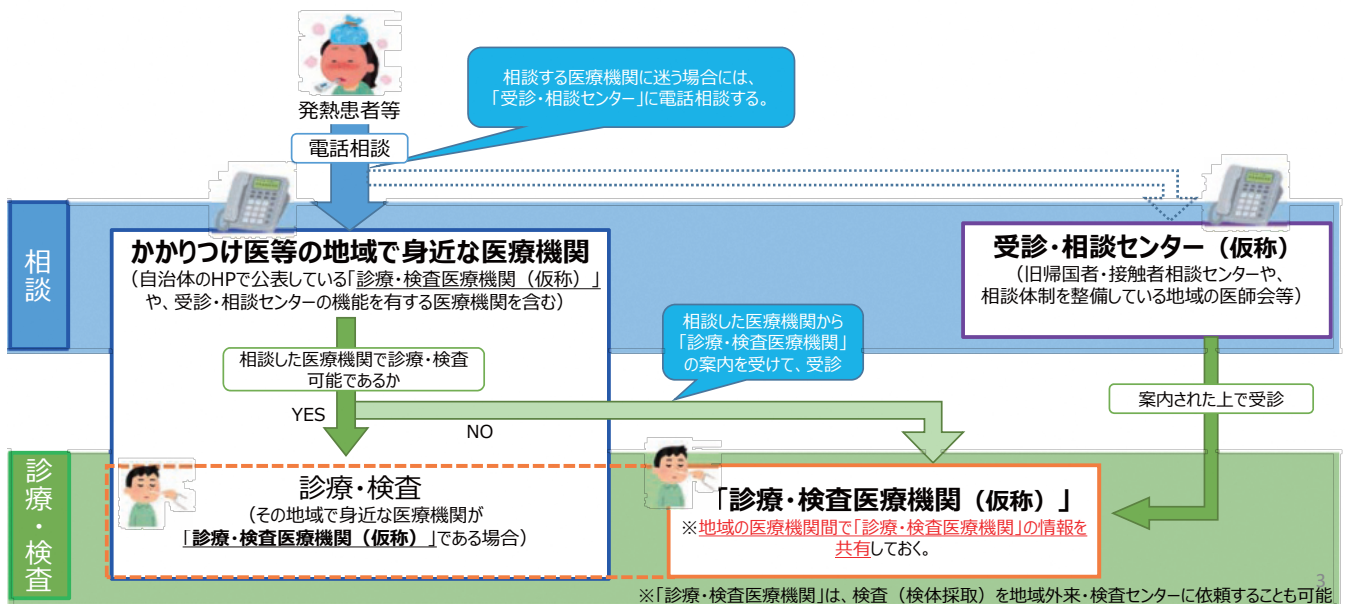 発熱患者等
電話相談
相談する医療機関に迷う場合には、
「受診・相談センター」に電話相談する。
相談
かかりつけ医等の地域で身近な医療機関
（自治体のHPで公表している「診療・検査医療機関（仮称）」
や、受診・相談センターの機能を有する医療機関を含む）
受診・相談センター（仮称）
（旧帰国者・接触者相談センターや、
相談体制を整備している地域の医師会等）
相談した医療機関で診療・検査
可能であるか
相談した医療機関から
「診療・検査医療機関」
の案内を受けて、受診
案内された上で受診
YES
NO
診療・検査
診療・検査
（その地域で身近な医療機関が
「診療・検査医療機関（仮称）」である場合）
「診療・検査医療機関（仮称）」
※地域の医療機関間で「診療・検査医療機関」の情報を
共有しておく。
3
※「診療・検査医療機関」は、検査（検体採取）を地域外来・検査センターに依頼することも可能